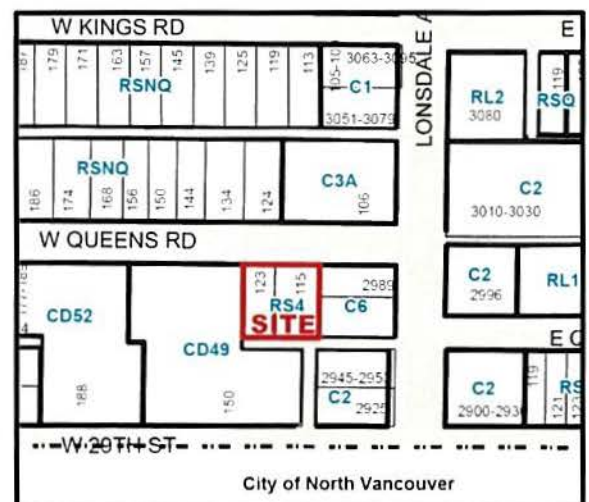 W KINGS RD
E
187 179 171 163 157 145 139 125 119 113
RSNQ
3063-3095
C1
3051-3079
LONSDALE A
RL2
3080
RSQ
119
RSNQ
186 174 168 156 150 144 134 124
C3A
106
C2
3010-3030
W QUEENS RD
123 115
RS4
SITE
2989
C6
C2
2996
RL1
CD52
188
CD49
150
2945-295
C2
2925
E
C2
2900-293
119
121
123
RS
W 29TH ST
City of North Vancouver